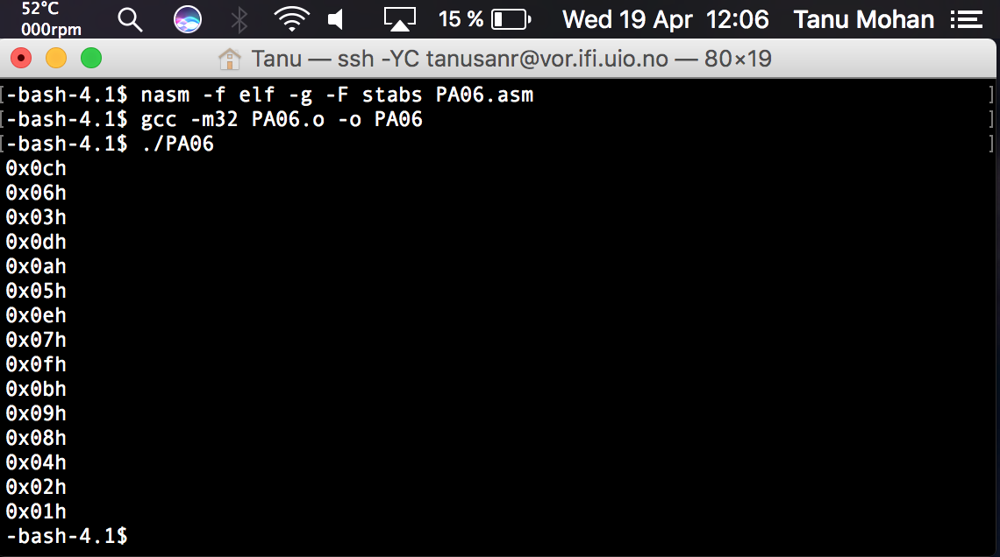 52°C
000rpm
15 %
Wed 19 Apr 12:06
Tanu Mohan
Tanu — ssh -YC tanusanr@vor.ifi.uio.no — 80×19
[-bash-4.1$ nasm -f elf -g -F stabs PA06.asm ]
[-bash-4.1$ gcc -m32 PA06.o -o PA06 ]
[-bash-4.1$ ./PA06 ]
0x0ch
0x06h
0x03h
0x0dh
0x0ah
0x05h
0x0eh
0x07h
0x0fh
0x0bh
0x09h
0x08h
0x04h
0x02h
0x01h
-bash-4.1$